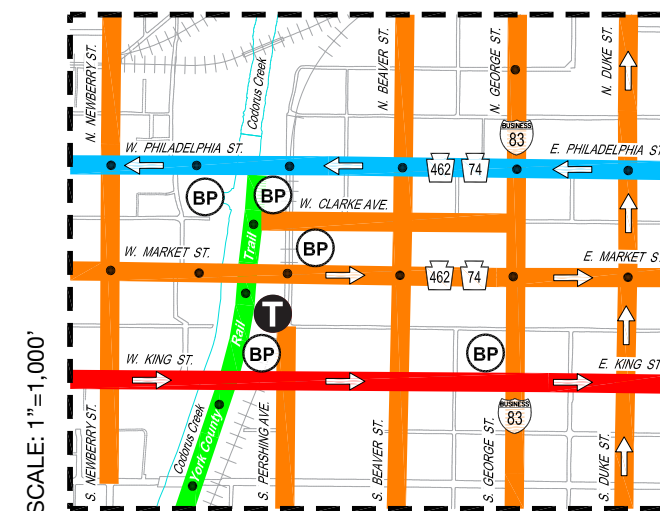 N. NEWBERRY ST.
Codorus Creek
N. BEAVER ST.
N. GEORGE ST.
N. DUKE ST.
BUSINESS
83
W. PHILADELPHIA ST.
E. PHILADELPHIA ST
462
74
BP
BP
W. CLARKE AVE.
Trail
BP
W. MARKET ST.
E. MARKET ST.
462
74
T
Rail
BP
BP
W. KING ST.
E. KING ST
SCALE: 1"=1,000'
BUSINESS
83
S. NEWBERRY ST.
Codorus Creek
York County
S. PERSHING AVE.
S. BEAVER ST.
S. GEORGE ST.
S. DUKE ST.